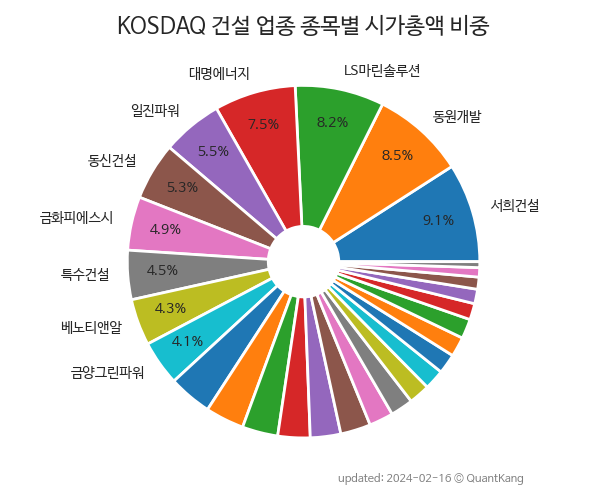 KOSDAQ 건설 업종 종목별 시가총액 비중
서희건설
9.1%
동원개발
8.5%
LS마린솔루션
8.2%
대명에너지
7.5%
일진파워
5.5%
동신건설
5.3%
금화피에스시
4.9%
특수건설
4.5%
베노티앤알
4.3%
금양그린파워
4.1%
updated: 2024-02-16 © QuantKang